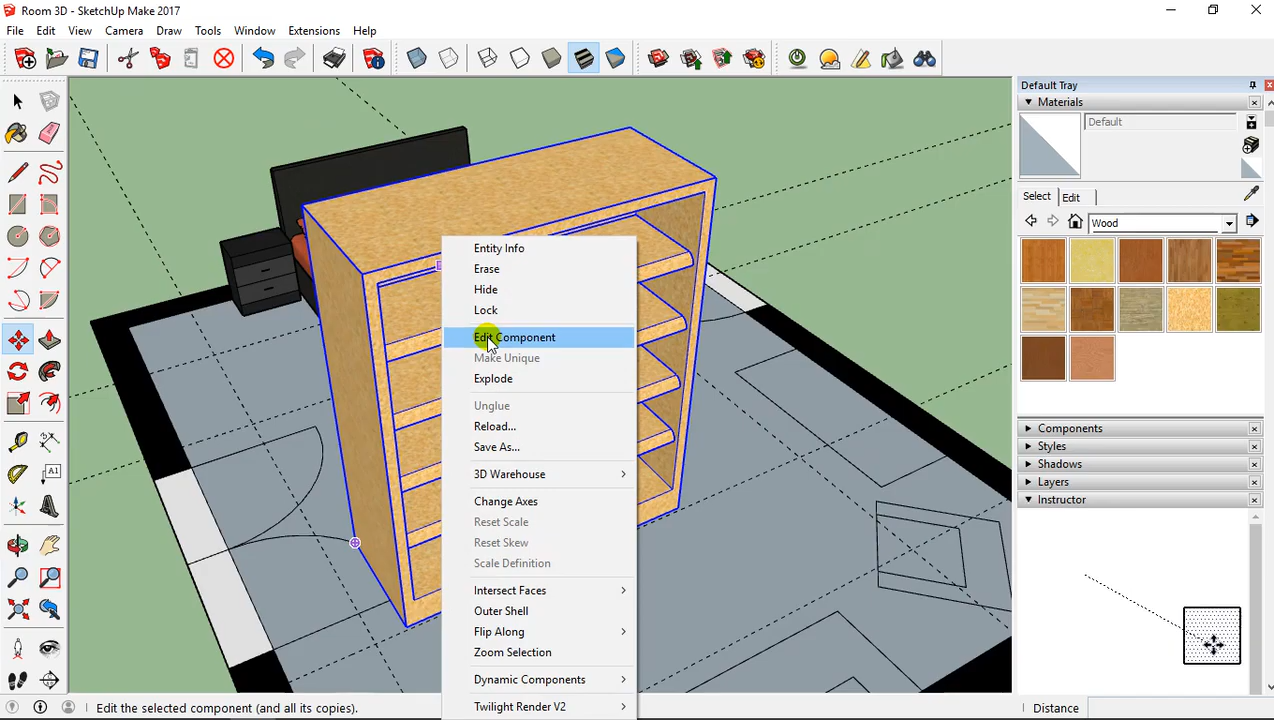 Room 3D - SketchUp Make 2017
File Edit View Camera Draw Tools Window Extensions Help
Default Tray
Materials
Default
Select Edit
Wood
Components
Styles
Shadows
Layers
Instructor
Entity Info
Erase
Hide
Lock
Edit Component
Make Unique
Explode
Unglue
Reload...
Save As...
3D Warehouse
Change Axes
Reset Scale
Reset Skew
Scale Definition
Intersect Faces
Outer Shell
Flip Along
Zoom Selection
Dynamic Components
Twilight Render V2
Edit the selected component (and all its copies).
Distance